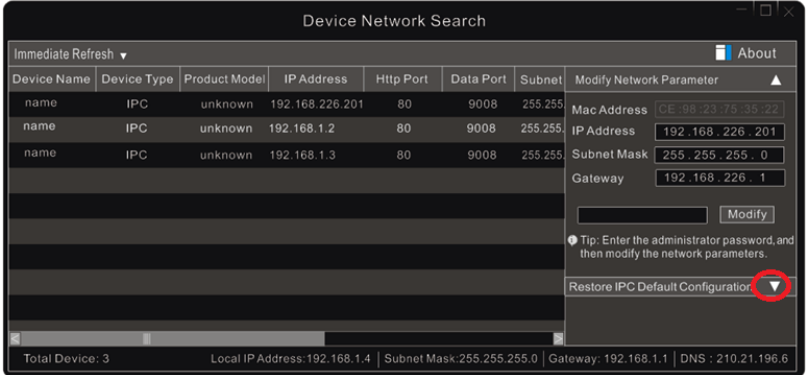 Device Network Search
Immediate Refresh
About
Device Name Device Type Product Model IP Address Http Port Data Port Subnet
name IPC unknown 192.168.226.201 80 9008 255.255.
name IPC unknown 192.168.1.2 80 9008 255.255.
name IPC unknown 192.168.1.3 80 9008 255.255.
Modify Network Parameter
Mac Address CE :98 :23 :75 :35 :22
IP Address 192 . 168 . 226 . 201
Subnet Mask 255 . 255 . 255 . 0
Gateway 192 . 168 . 226 . 1
Modify
Tip: Enter the administrator password, and
then modify the network parameters.
Restore IPC Default Configuration
Total Device: 3 Local IP Address:192.168.1.4 Subnet Mask:255.255.255.0 Gateway: 192.168.1.1 DNS : 210.21.196.6